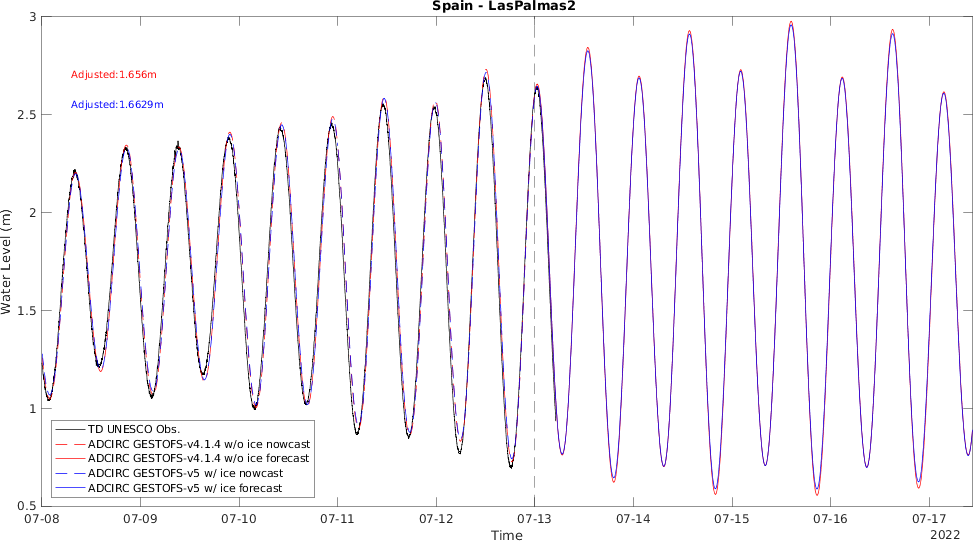 Spain - LasPalmas2
3
Adjusted:1.656m
Adjusted:1.6629m
2.5
2
Water Level (m)
1.5
1
TD UNESCO Obs.
ADCIRC GESTOFS-v4.1.4 w/o ice nowcast
ADCIRC GESTOFS-v4.1.4 w/o ice forecast
ADCIRC GESTOFS-v5 w/ ice nowcast
ADCIRC GESTOFS-v5 w/ ice forecast
0.5
07-08 07-09 07-10 07-11 07-12 07-13 07-14 07-15 07-16 07-17
Time
2022